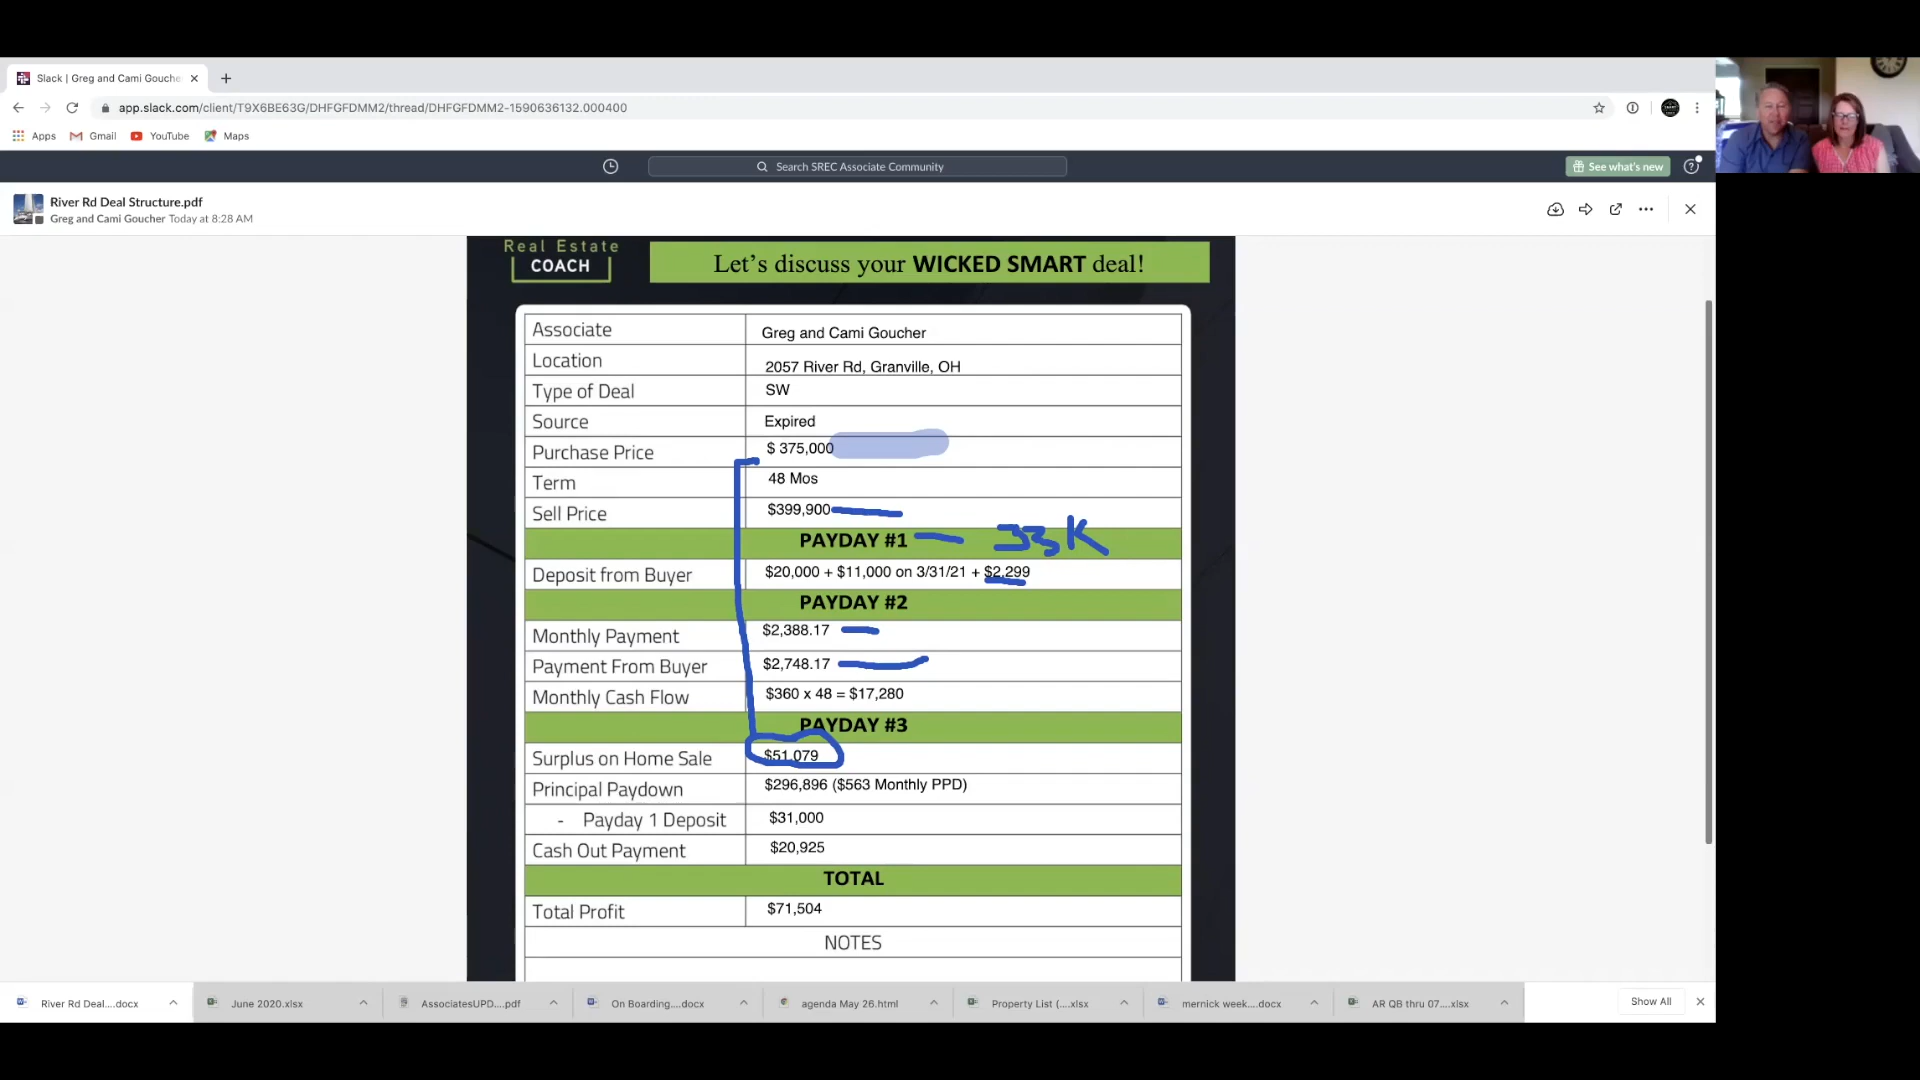 Slack | Greg and Cami Gouche
app.slack.com/client/T9X6BE63G/DHFGFDMM2/thread/DHFGFDMM2-1590636132.000400
Apps Gmail YouTube Maps
Search SREC Associate Community
See what's new
River Rd Deal Structure.pdf
Greg and Cami Goucher Today at 8:28 AM
Real Estate
COACH
Let's discuss your WICKED SMART deal!
Associate Greg and Cami Goucher
Location 2057 River Rd, Granville, OH
Type of Deal SW
Source Expired
Purchase Price $ 375,000
Term 48 Mos
Sell Price $399,900
PAYDAY #1 33K
Deposit from Buyer $20,000 + $11,000 on 3/31/21 + $2,299
PAYDAY #2
Monthly Payment $2,388.17
Payment From Buyer $2,748.17
Monthly Cash Flow $360 x 48 = $17,280
PAYDAY #3
Surplus on Home Sale $51,079
Principal Paydown $296,896 ($563 Monthly PPD)
- Payday 1 Deposit $31,000
Cash Out Payment $20,925
TOTAL
Total Profit $71,504
NOTES
River Rd Deal....docx June 2020.xlsx AssociatesUPD....pdf On Boarding....docx agenda May 26.html Property List (....xlsx mernick week....docx AR QB thru 07....xlsx Show All